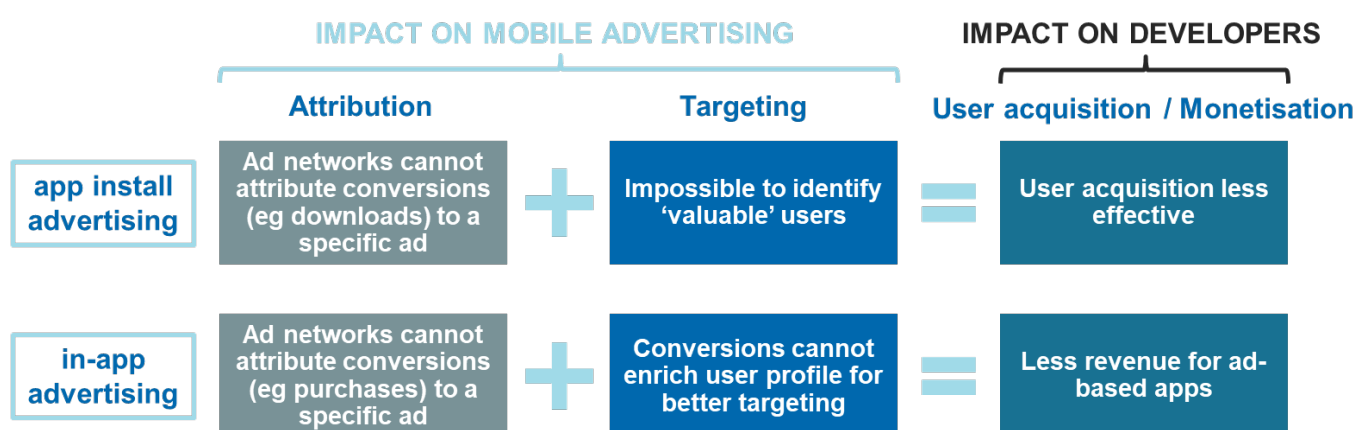 IMPACT ON MOBILE ADVERTISING
IMPACT ON DEVELOPERS
Attribution
Targeting
User acquisition / Monetisation
app install
advertising
Ad networks cannot
attribute conversions
(eg downloads) to a
specific ad
+
Impossible to identify
‘valuable’ users
=
User acquisition less
effective
in-app
advertising
Ad networks cannot
attribute conversions
(eg purchases) to a
specific ad
+
Conversions cannot
enrich user profile for
better targeting
=
Less revenue for ad-
based apps